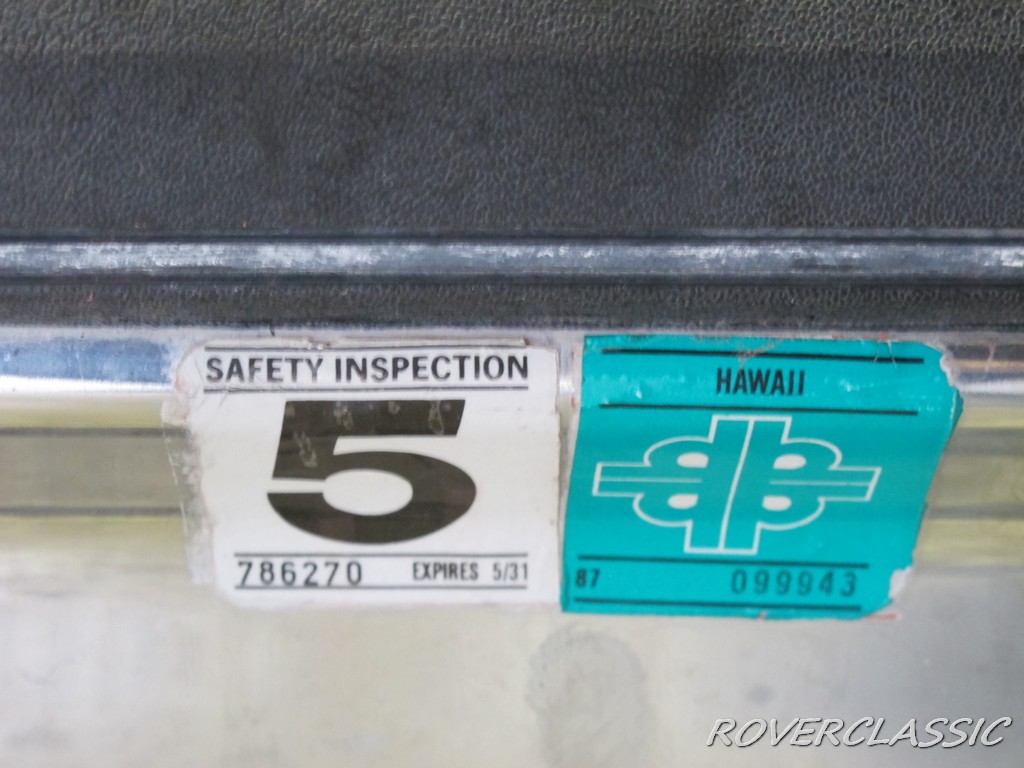 SAFETY INSPECTION
5
786270 EXPIRES 5/31
HAWAII
87 099943
ROVERCLASSIC